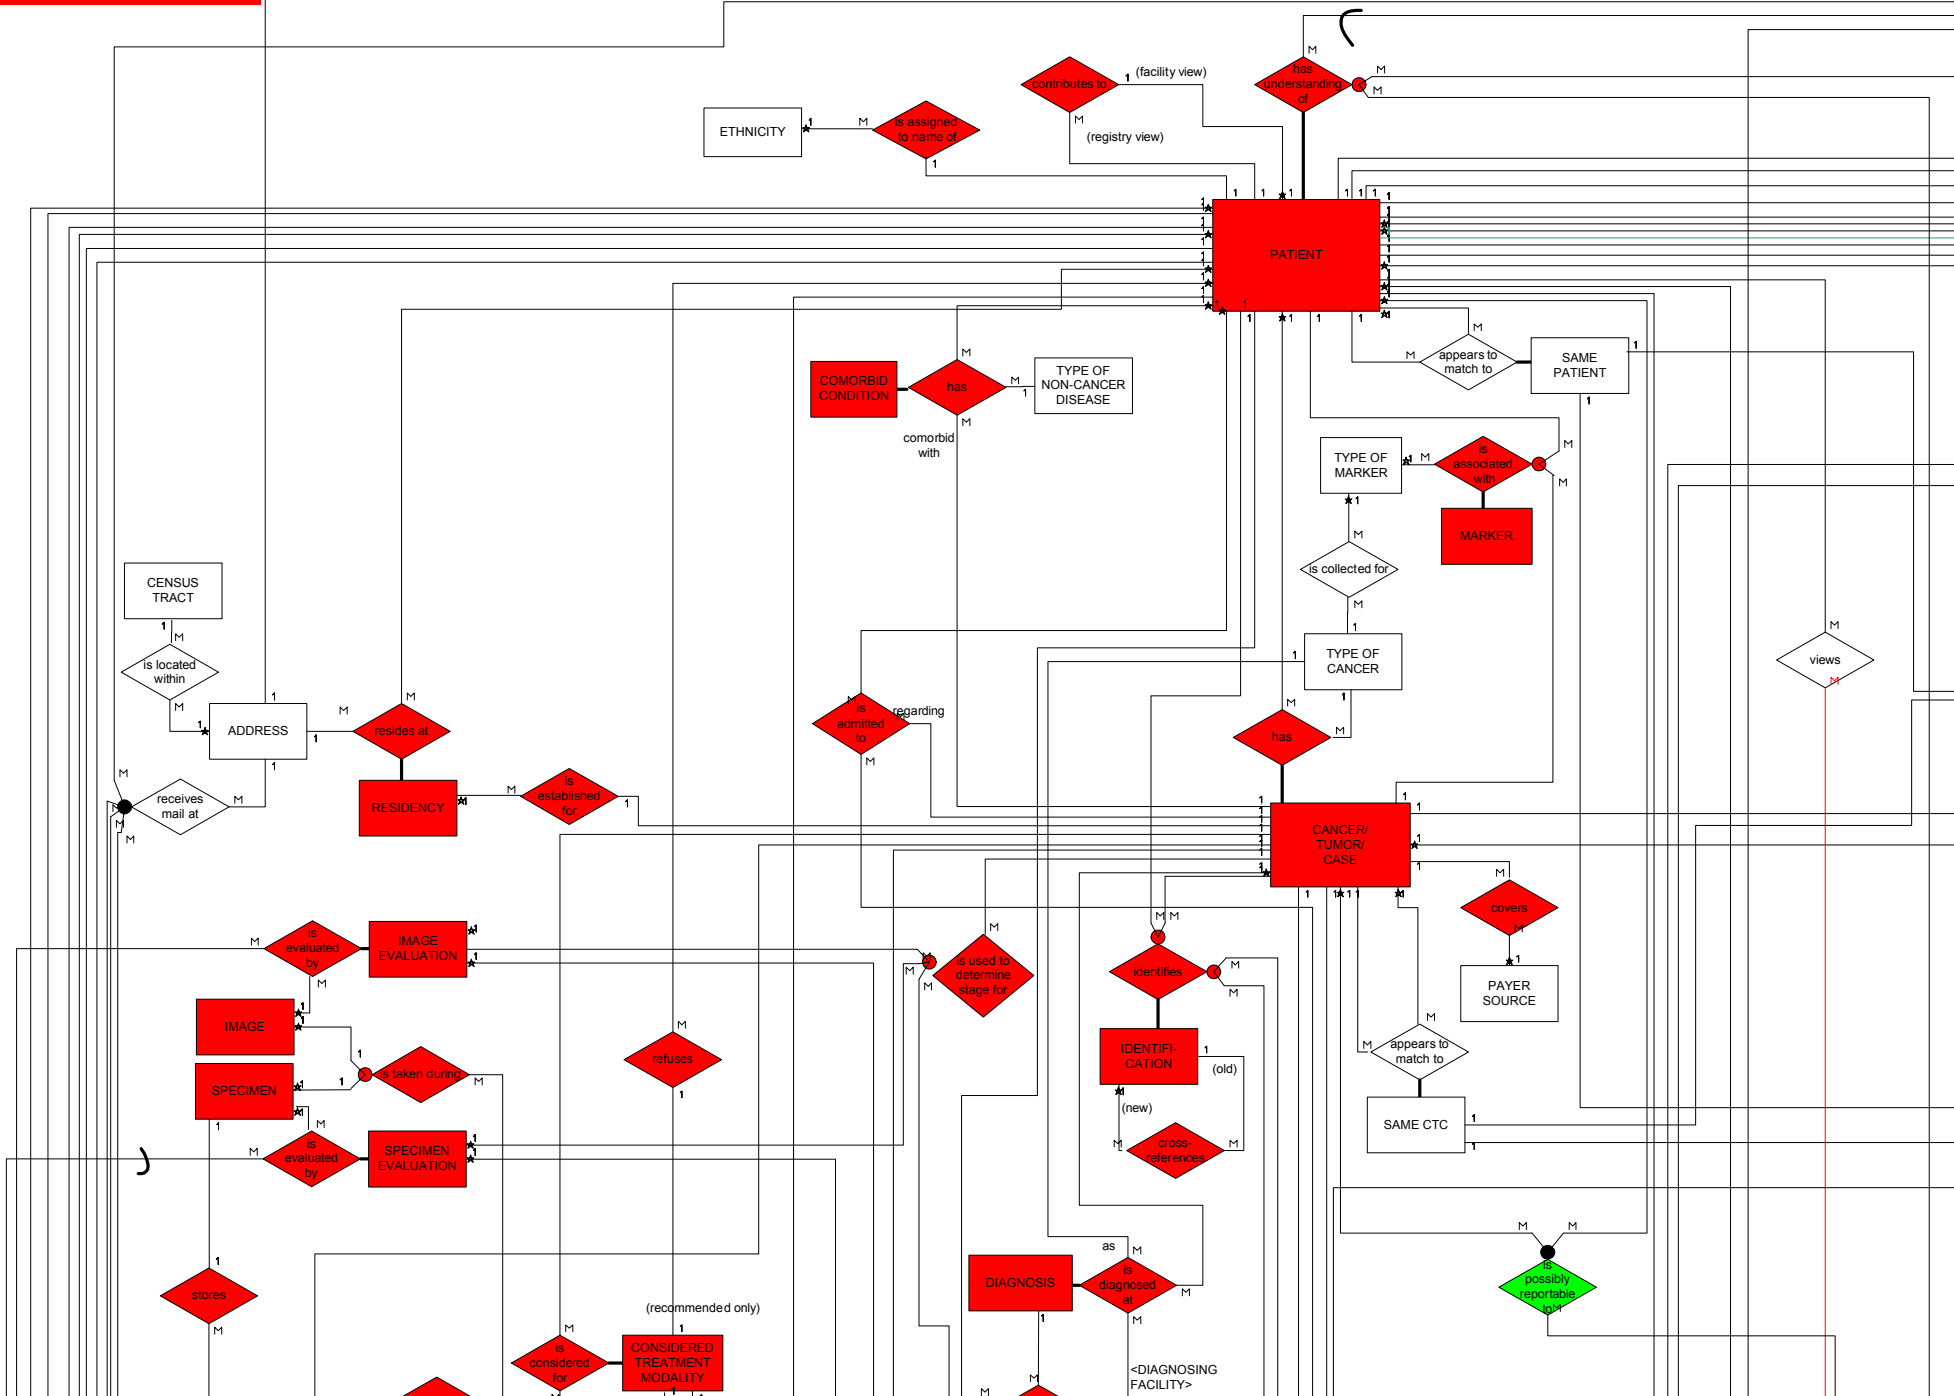 contributes to
(facility view)
(registry view)
has
understanding
of
ETHNICITY
is assigned
to name of
PATIENT
COMORBID
CONDITION
has
comorbid
with
TYPE OF
NON-CANCER
DISEASE
appears to
match to
SAME
PATIENT
TYPE OF
MARKER
is
associated
with
MARKER
is collected for
TYPE OF
CANCER
CENSUS
TRACT
is located
within
ADDRESS
resides at
RESIDENCY
is
established
for
receives
mail at
is
admitted
to
regarding
has
views
CANCER/
TUMOR/
CASE
covers
PAYER
SOURCE
is
evaluated
by
IMAGE
EVALUATION
IMAGE
is taken during
SPECIMEN
is
evaluated
by
SPECIMEN
EVALUATION
is used to
determine
stage for
refuses
identifies
IDENTIFI-
CATION
(old)
(new)
cross-
references
appears to
match to
SAME CTC
stores
(recommended only)
is
considered
for
CONSIDERED
TREATMENT
MODALITY
DIAGNOSIS
as
is
diagnosed
at
<DIAGNOSING
FACILITY>
is
possibly
reportable
to